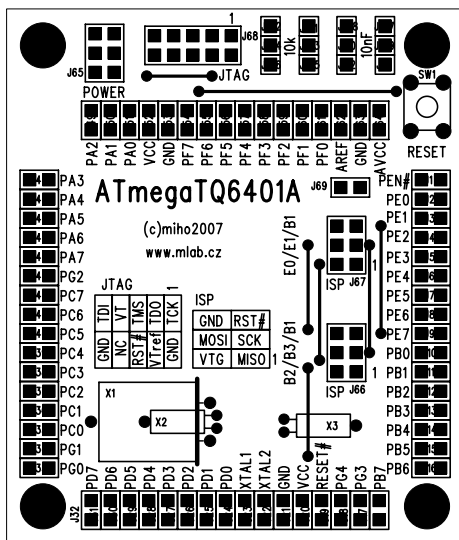 1
J68
J65
10k
10nF
SW1
JTAG
POWER
RESET
PA2 PA1 PA0 VCC GND PF7 PF6 PF5 PF4 PF3 PF2 PF1 PF0 AREF GND AVCC
ATmegaTQ6401A
J69
(c)miho2007
www.mlab.cz
PA3
PA4
PA5
PA6
PA7
PG2
PC7
PC6
PC5
PC4
PC3
PC2
PC1
PC0
PG1
PG0
PEN#
PE0
PE1
PE2
PE3
PE4
PE5
PE6
PE7
PB0
PB1
PB2
PB3
PB4
PB5
PB6
E0/E1/B1
B2/B3/B1
ISP J67
1
ISP J66
1
JTAG
TDI VT TMS TDO TCK 1
GND NC RST# VTref GND
ISP
GND RST#
MOSI SCK
VTG MISO 1
X1
X2
X3
PD7 PD6 PD5 PD4 PD3 PD2 PD1 PD0 XTAL1 XTAL2 GND VCC RESET# PG4 PG3 PB7
J32